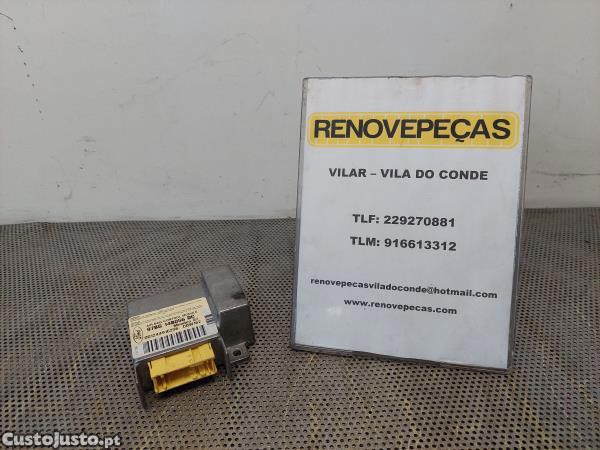 RENOVEPEÇAS
VILAR – VILA DO CONDE
TLF: 229270881
TLM: 916613312
renovepecasviladoconde@hotmail.com
www.renovepecas.com
CustoJusto.pt